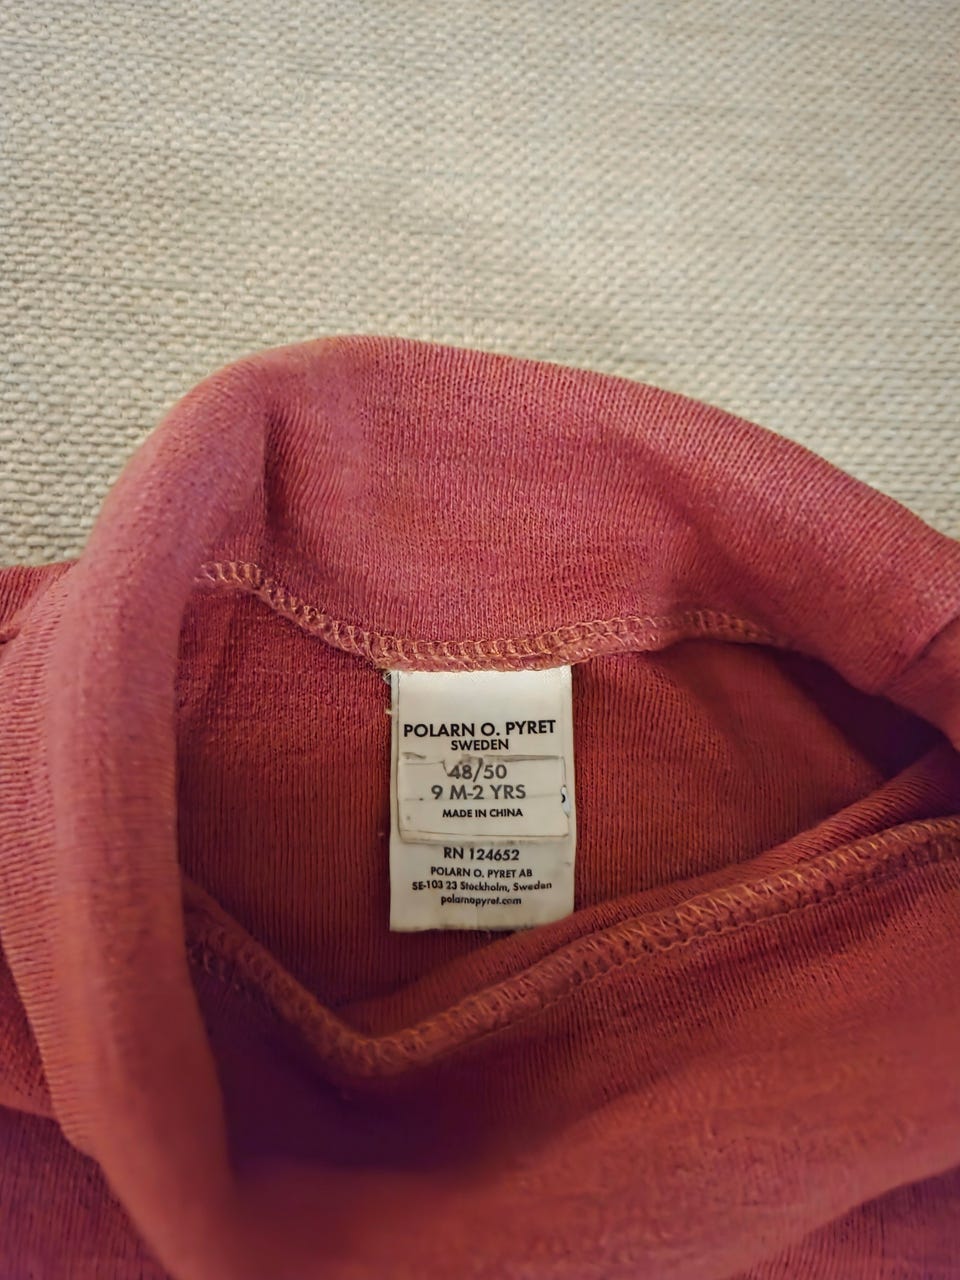 POLARN O. PYRET
SWEDEN
48/50
9 M-2 YRS
MADE IN CHINA
RN 124652
POLARN O. PYRET AB
SE-103 23 Stockholm, Sweden
polarnopyret.com